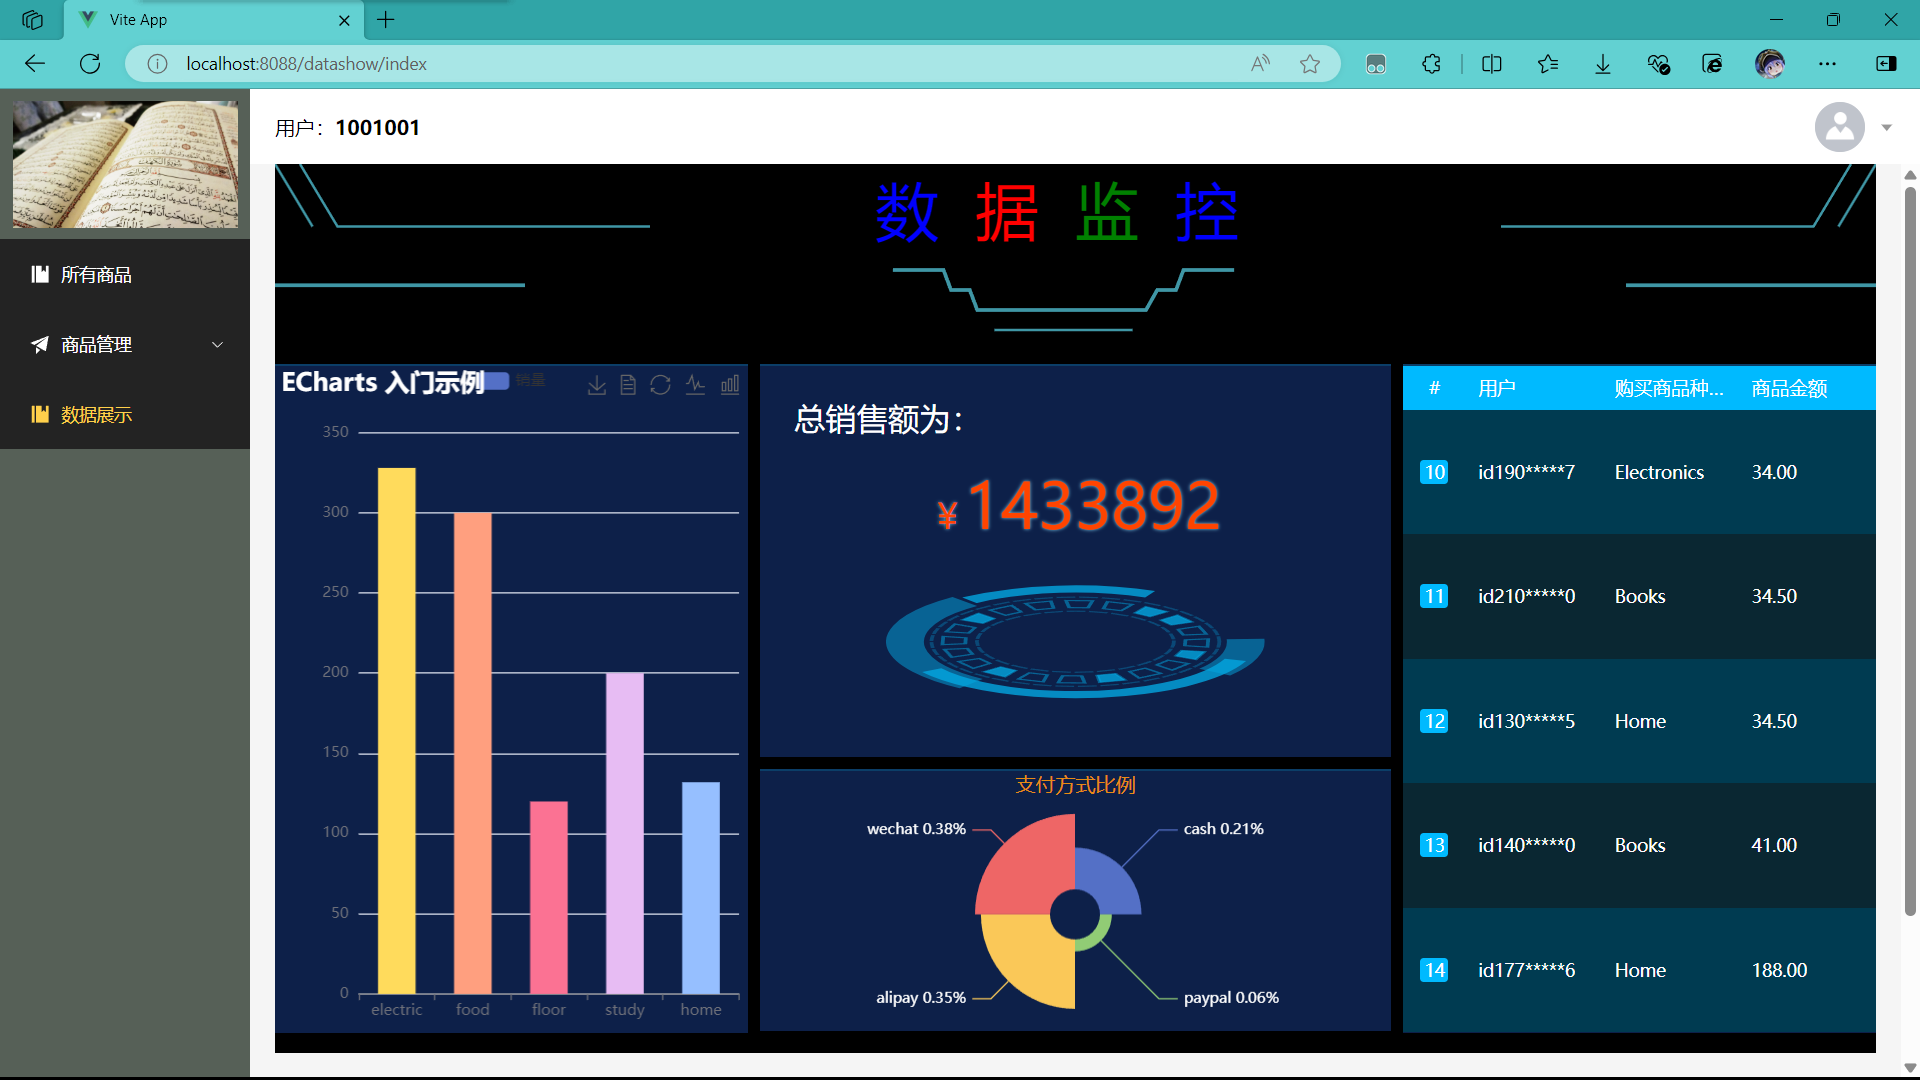 Vite App
localhost:8088/datashow/index
用户：1001001
所有商品
商品管理
数据展示
数据监控
ECharts 入门示例
销量
350
300
250
200
150
100
50
0
electric food floor study home
总销售额为：
¥1433892
支付方式比例
wechat 0.38%
cash 0.21%
alipay 0.35%
paypal 0.06%
# 用户 购买商品种... 商品金额
10 id190*****7 Electronics 34.00
11 id210*****0 Books 34.50
12 id130*****5 Home 34.50
13 id140*****0 Books 41.00
14 id177*****6 Home 188.00